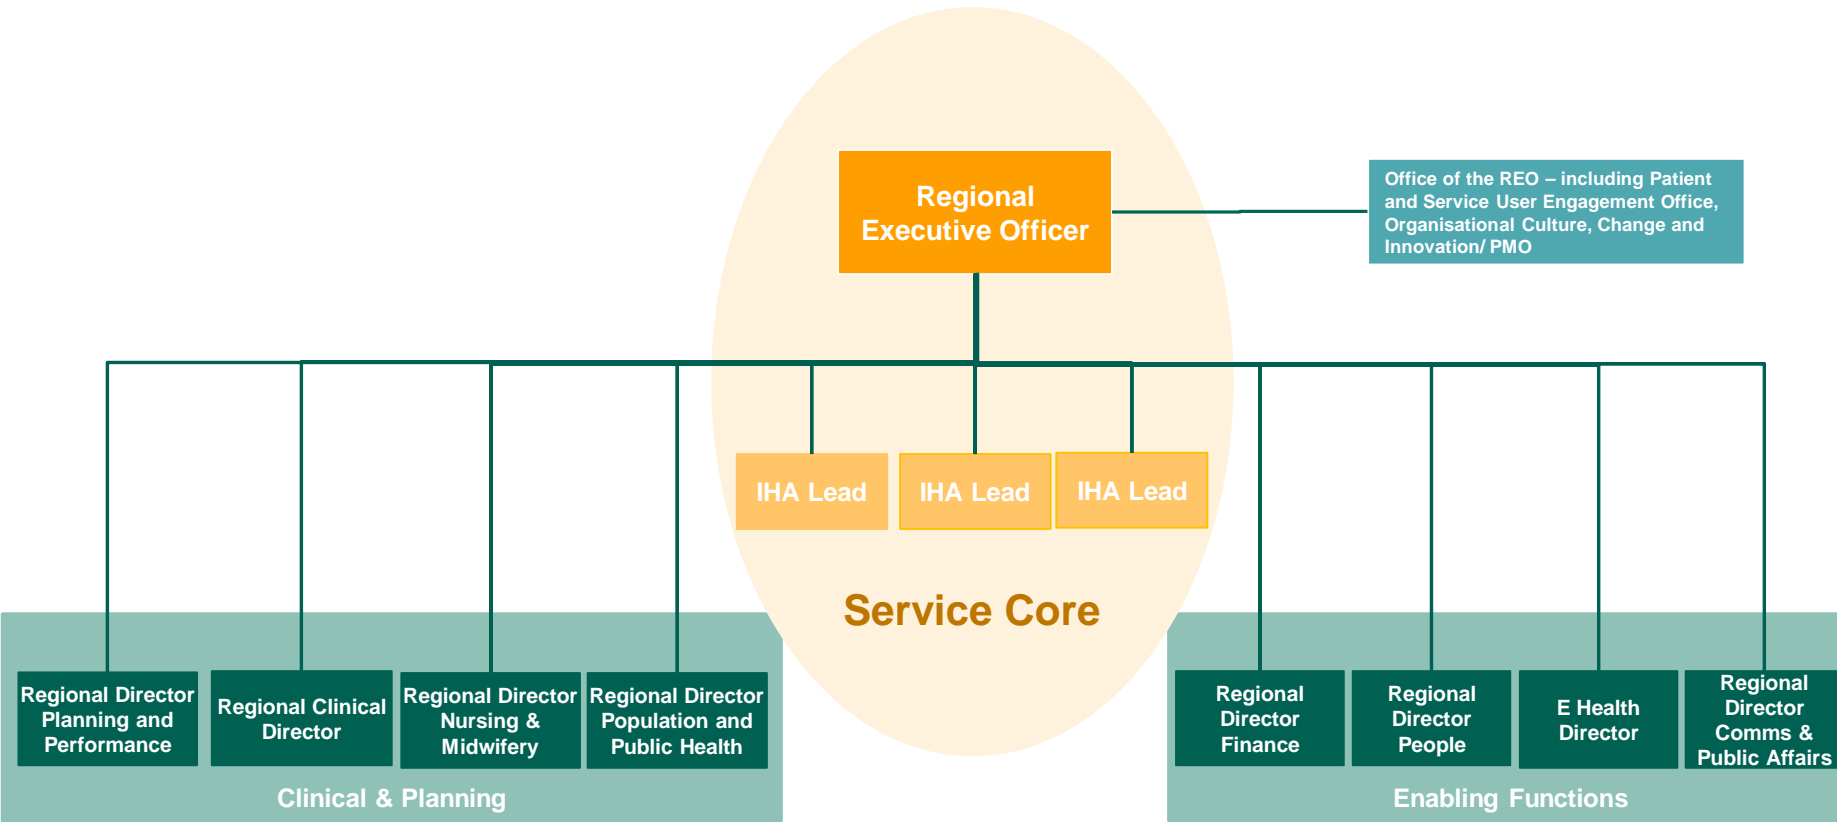 Regional
Executive Officer
Office of the REO – including Patient
and Service User Engagement Office,
Organisational Culture, Change and
Innovation/ PMO
IHA Lead
IHA Lead
IHA Lead
Service Core
Regional Director
Planning and
Performance
Regional Clinical
Director
Regional Director
Nursing &
Midwifery
Regional Director
Population and
Public Health
Clinical & Planning
Regional
Director
Finance
Regional
Director
People
E Health
Director
Regional
Director
Comms &
Public Affairs
Enabling Functions